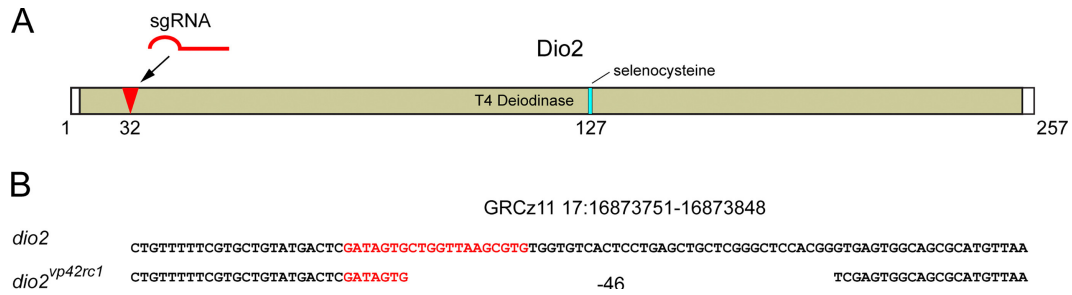 A
sgRNA
Dio2
selenocysteine
T4 Deiodinase
1 32 127 257
B
GRCz11 17:16873751-16873848
dio2 CTGTTTTTCGTGCTGTATGACTCGATAGTGCTGGTTAAGCGTGTGGTGTCACTCCTGAGCTGCTCGGGCTCCACGGGTGAGTGGCAGCGCATGTTAA
dio2vp42rc1 CTGTTTTTCGTGCTGTATGACTCGATAGTG -46 TCGAGTGGCAGCGCATGTTAA